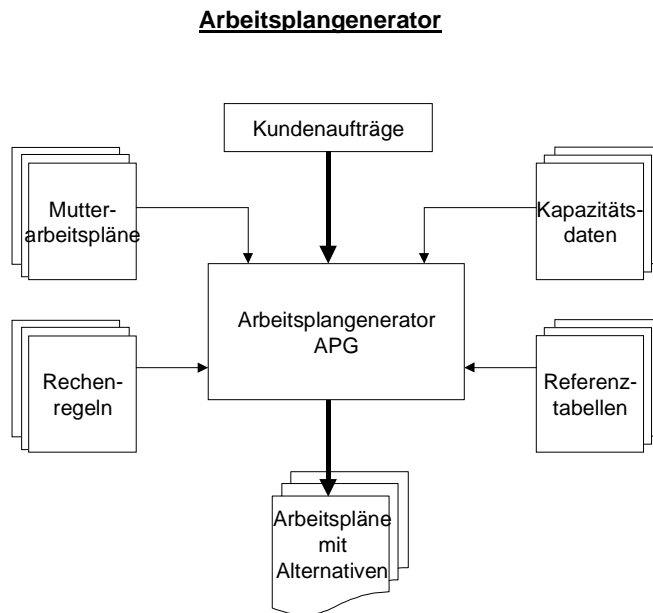 Arbeitsplangenerator
Kundenaufträge
Mutter-
arbeitspläne
Kapazitäts-
daten
Arbeitsplangenerator
APG
Rechen-
regeln
Referenz-
tabellen
Arbeitspläne
mit
Alternativen